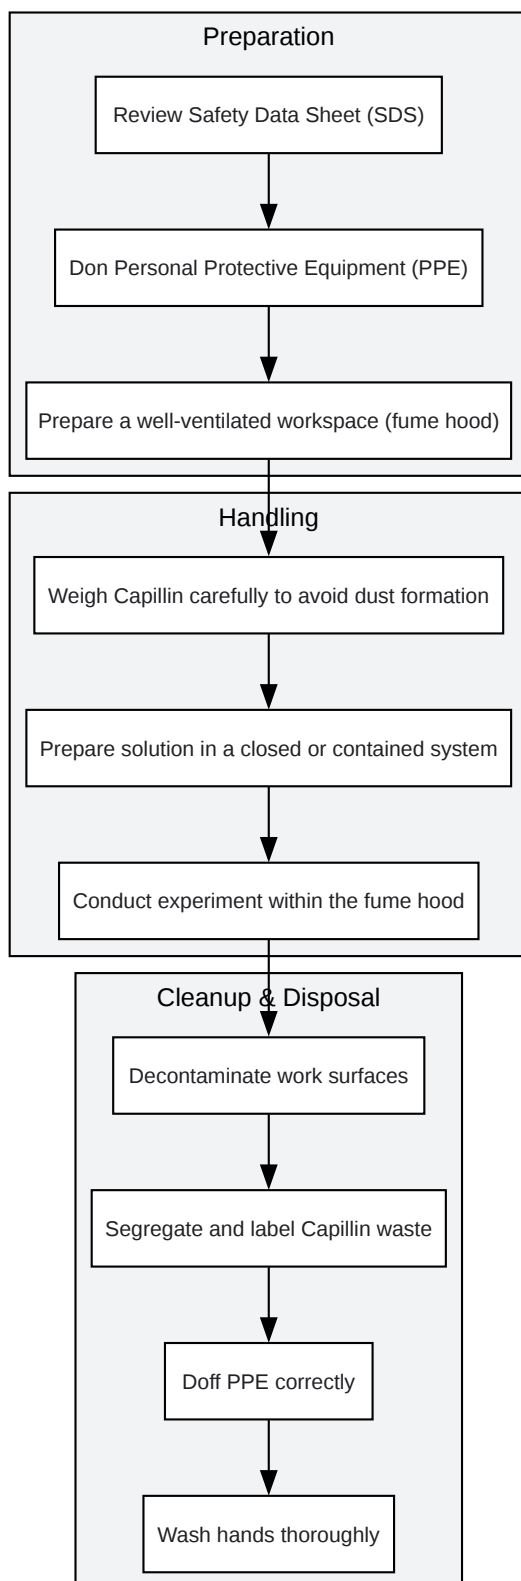 Preparation
Review Safety Data Sheet (SDS)
Don Personal Protective Equipment (PPE)
Prepare a well-ventilated workspace (fume hood)
Handling
Weigh Capillin carefully to avoid dust formation
Prepare solution in a closed or contained system
Conduct experiment within the fume hood
Cleanup & Disposal
Decontaminate work surfaces
Segregate and label Capillin waste
Doff PPE correctly
Wash hands thoroughly